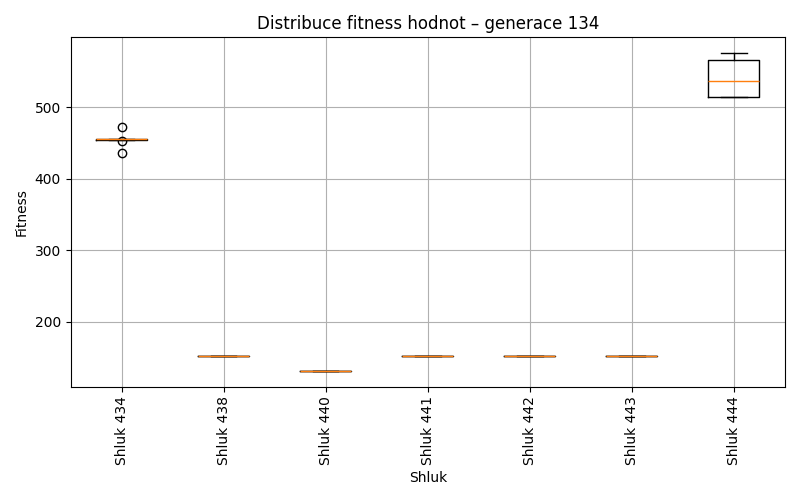 Distribuce fitness hodnot – generace 134
Fitness
500
400
300
200
Shluk 434
Shluk 438
Shluk 440
Shluk 441
Shluk 442
Shluk 443
Shluk 444
Shluk